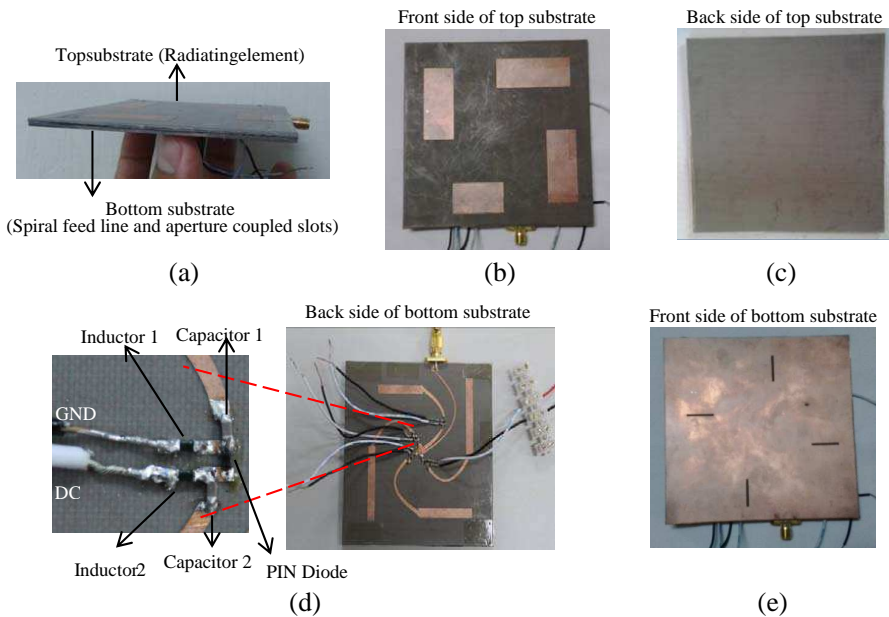 Topsubstrate (Radiatingelement)
Bottom substrate
(Spiral feed line and aperture coupled slots)
(a)
Front side of top substrate
(b)
Back side of top substrate
(c)
Inductor 1
Capacitor 1
GND
DC
Inductor2
Capacitor 2
PIN Diode
Back side of bottom substrate
(d)
Front side of bottom substrate
(e)